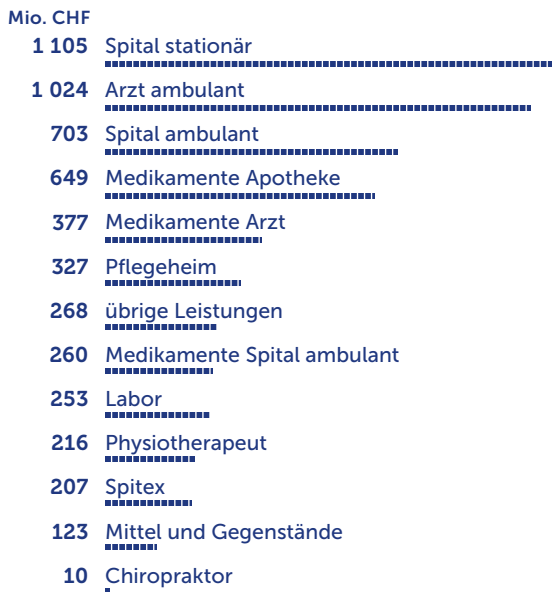 Mio. CHF
1 105 Spital stationär
1 024 Arzt ambulant
703 Spital ambulant
649 Medikamente Apotheke
377 Medikamente Arzt
327 Pflegeheim
268 übrige Leistungen
260 Medikamente Spital ambulant
253 Labor
216 Physiotherapeut
207 Spitex
123 Mittel und Gegenstände
10 Chiropraktor